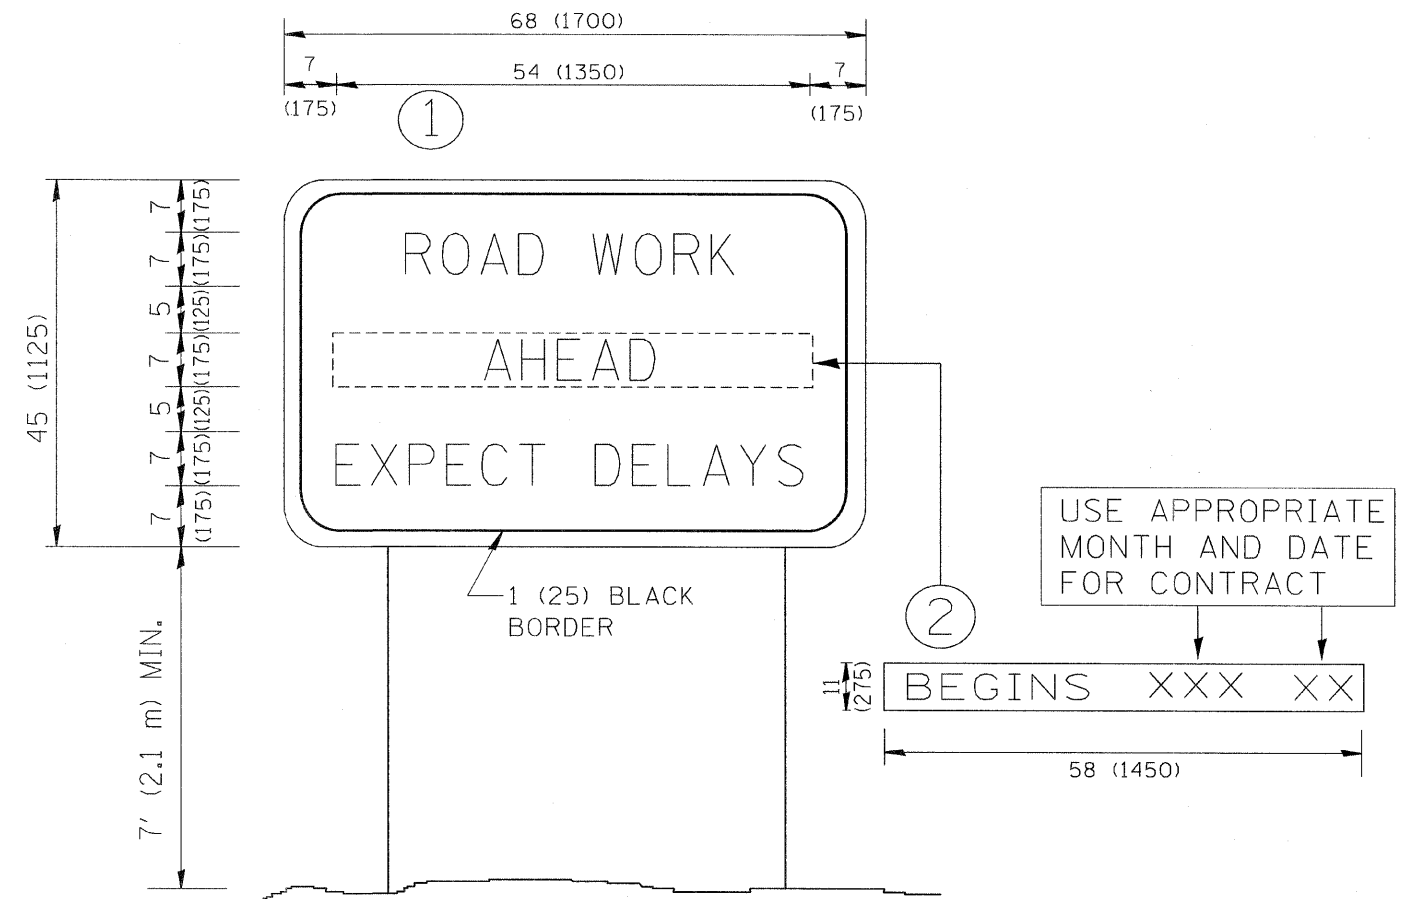 68 (1700)
7
54 (1350)
7
(175)
(175)
1
45 (1125)
7
(175)
7
(175)
5
(125)
7
(175)
5
(125)
7
(175)
7
(175)
ROAD WORK
AHEAD
EXPECT DELAYS
1 (25) BLACK
BORDER
7' (2.1 m) MIN.
USE APPROPRIATE
MONTH AND DATE
FOR CONTRACT
2
11
(275)
BEGINS XXX XX
58 (1450)